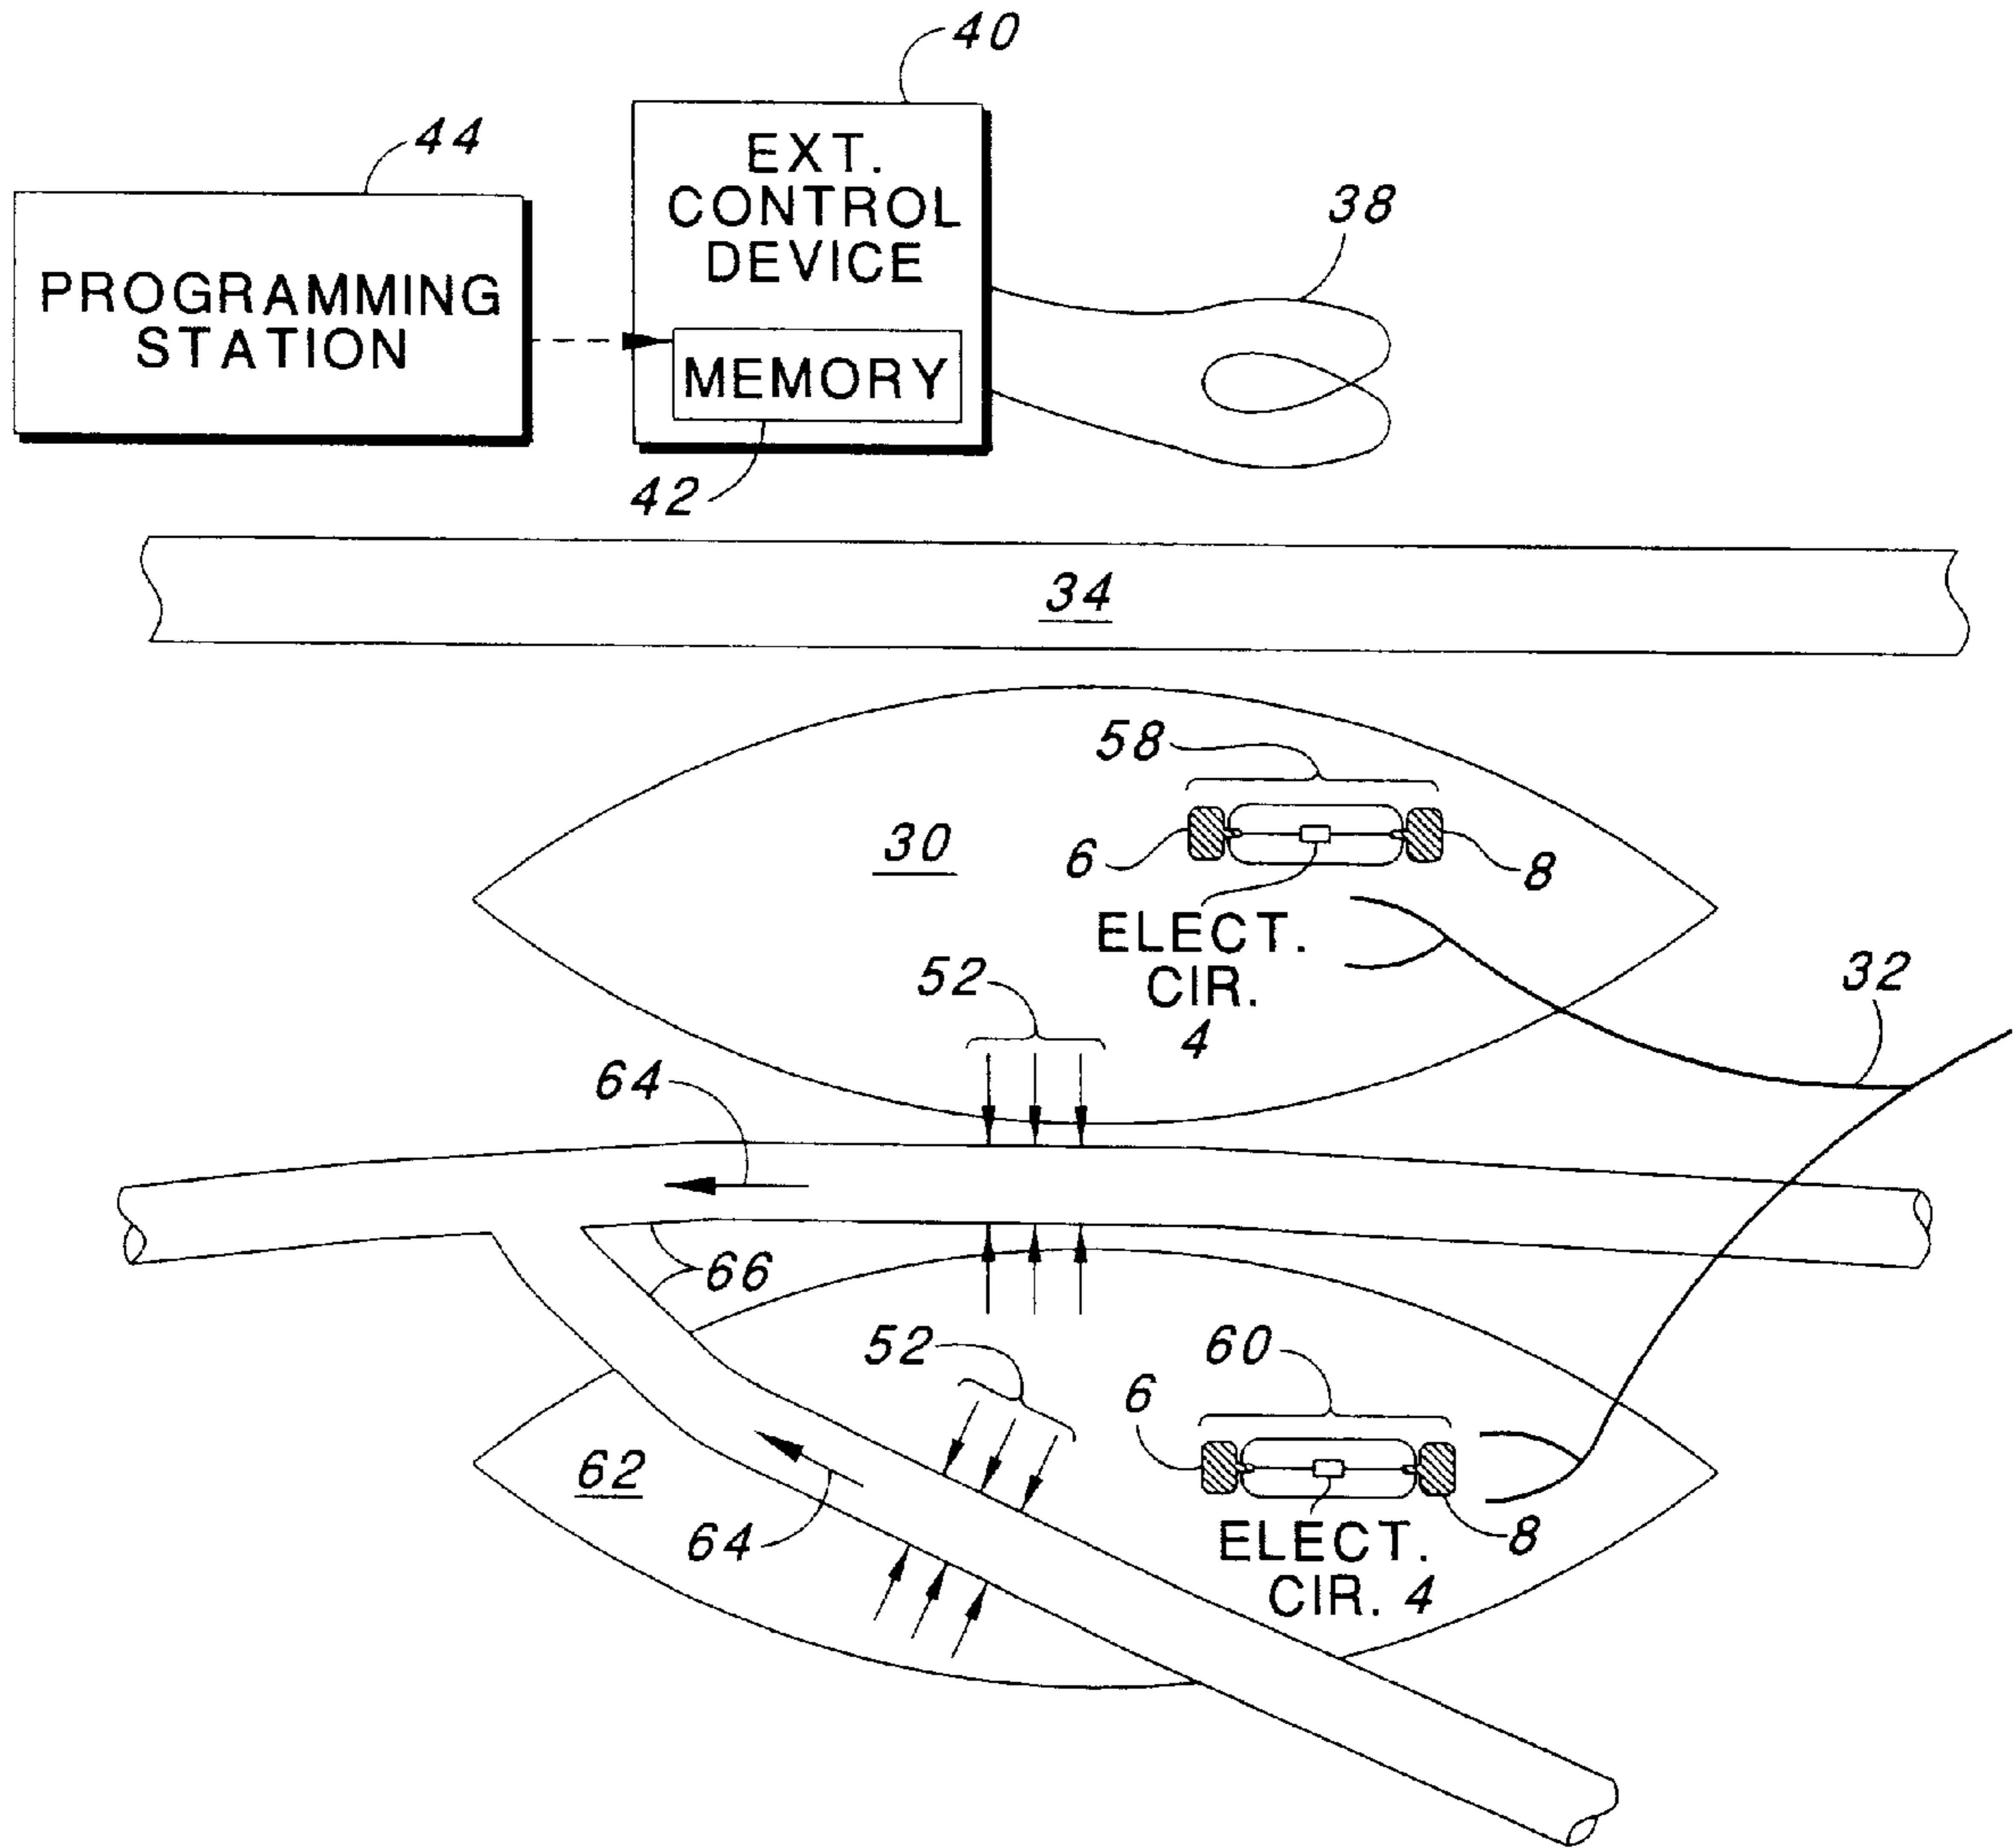 40
44
EXT.
CONTROL
DEVICE
38
PROGRAMMING
STATION
MEMORY
42
34
58
30
6
8
ELECT.
CIR.
4
52
32
64
66
52
60
6
62
64
8
ELECT.
CIR. 4